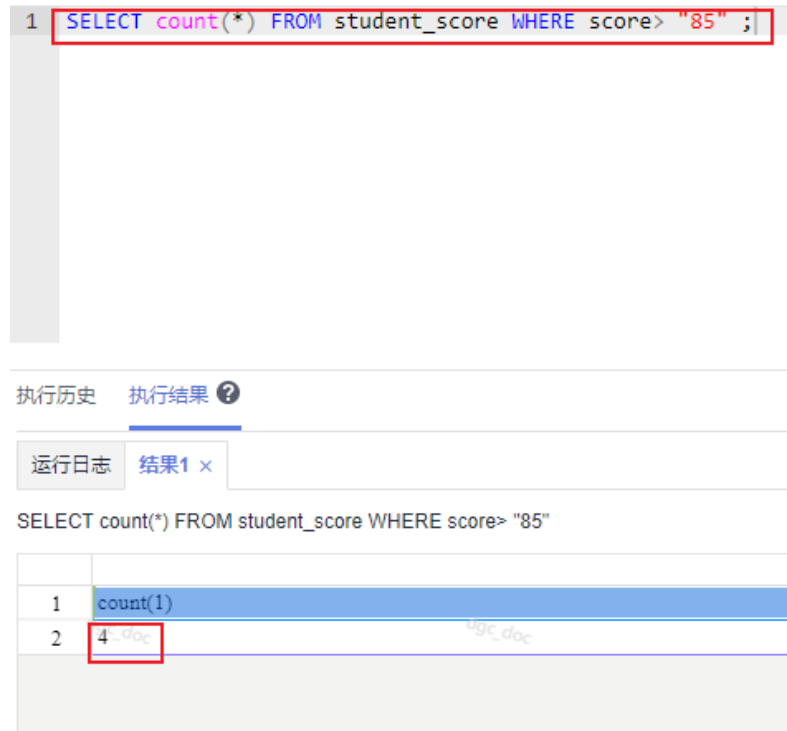 1 SELECT count(*) FROM student_score WHERE score> "85" ;
执行历史 执行结果 ?
运行日志 结果1 ×
SELECT count(*) FROM student_score WHERE score> "85"
1 count(1)
2 4
ugc_doc